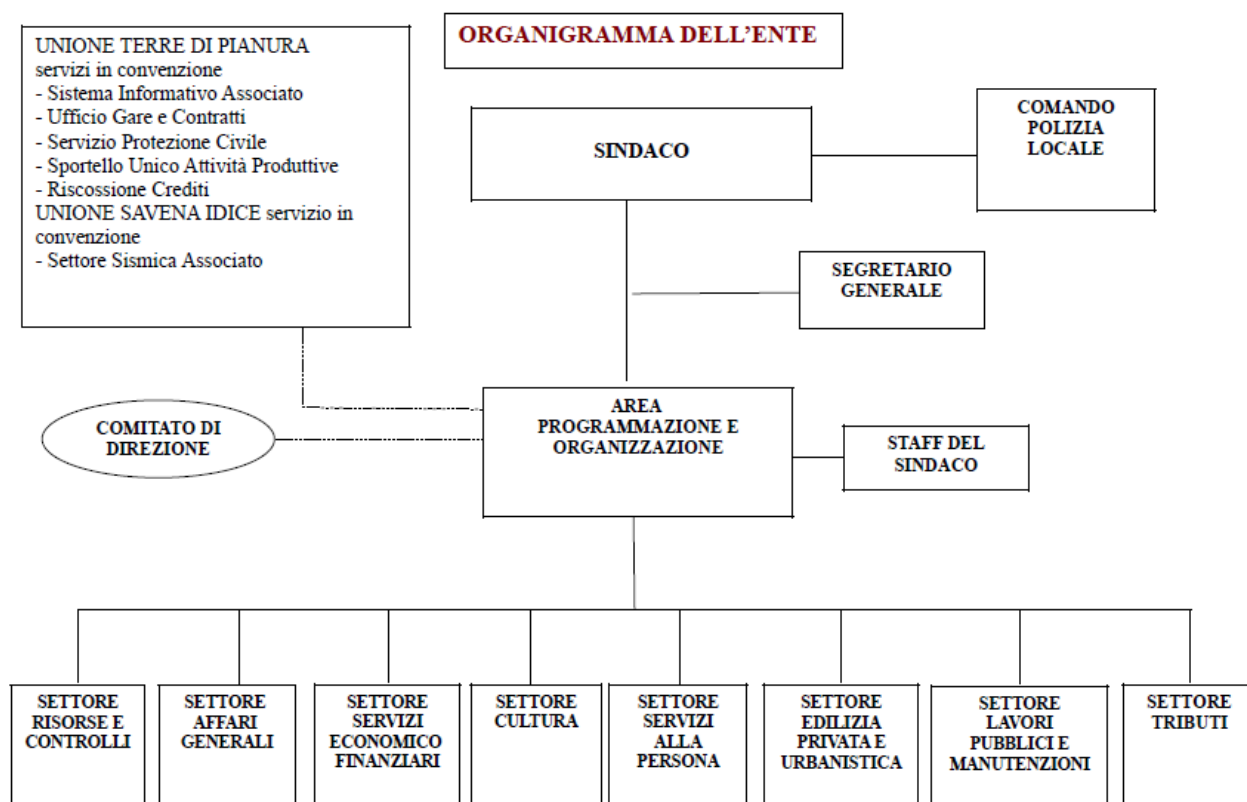 UNIONE TERRE DI PIANURA
servizi in convenzione
- Sistema Informativo Associato
- Ufficio Gare e Contratti
- Servizio Protezione Civile
- Sportello Unico Attività Produttive
- Riscossione Crediti
UNIONE SAVENA IDICE servizio in
convenzione
- Settore Sismica Associato
ORGANIGRAMMA DELL'ENTE
SINDACO
COMANDO
POLIZIA
LOCALE
SEGRETARIO
GENERALE
COMITATO DI
DIREZIONE
AREA
PROGRAMMAZIONE E
ORGANIZZAZIONE
STAFF DEL
SINDACO
SETTORE
RISORSE E
CONTROLLI
SETTORE
AFFARI
GENERALI
SETTORE
SERVIZI
ECONOMICO
FINANZIARI
SETTORE
CULTURA
SETTORE
SERVIZI
ALLA
PERSONA
SETTORE
EDILIZIA
PRIVATA E
URBANISTICA
SETTORE
LAVORI
PUBBLICI E
MANUTENZIONI
SETTORE
TRIBUTI